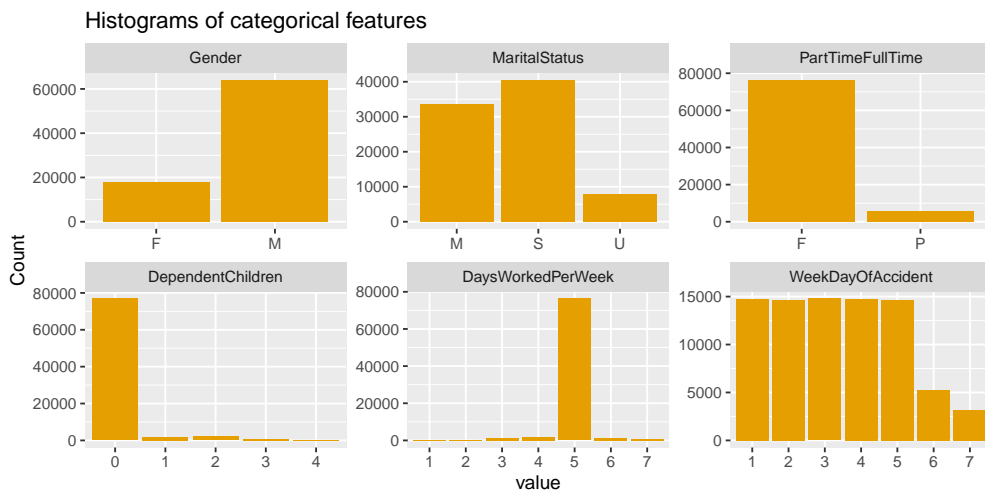 Histograms of categorical features
Gender MaritalStatus PartTimeFullTime
60000
40000
20000
0
F M
40000
30000
20000
10000
0
M S U
80000
60000
40000
20000
0
F P
Count
DependentChildren DaysWorkedPerWeek WeekDayOfAccident
80000
60000
40000
20000
0
0 1 2 3 4
80000
60000
40000
20000
0
1 2 3 4 5 6 7
15000
10000
5000
0
1 2 3 4 5 6 7
value